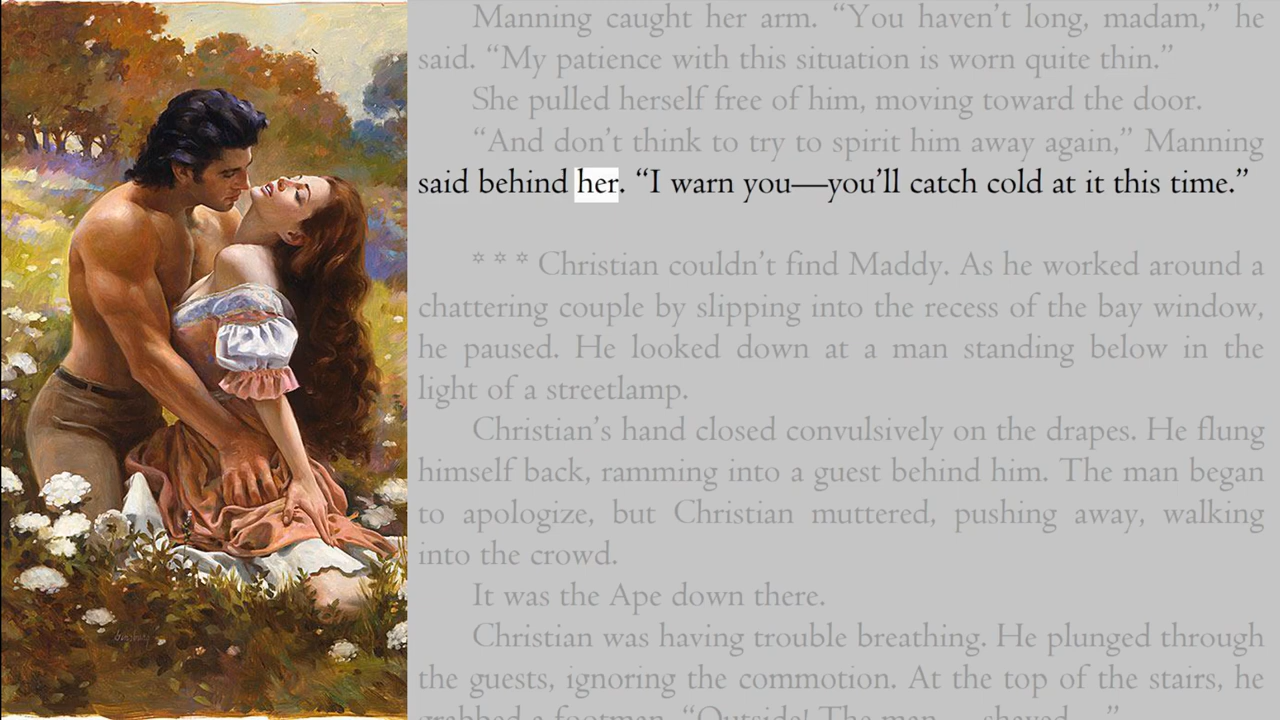 Manning caught her arm. “You haven’t long, madam,” he
said. “My patience with this situation is worn quite thin.”
She pulled herself free of him, moving toward the door.
“And don’t think to try to spirit him away again,” Manning
said behind her. “I warn you—you’ll catch cold at it this time.”
* * * Christian couldn’t find Maddy. As he worked around a
chattering couple by slipping into the recess of the bay window,
he paused. He looked down at a man standing below in the
light of a streetlamp.
Christian’s hand closed convulsively on the drapes. He flung
himself back, ramming into a guest behind him. The man began
to apologize, but Christian muttered, pushing away, walking
into the crowd.
It was the Ape down there.
Christian was having trouble breathing. He plunged through
the guests, ignoring the commotion. At the top of the stairs, he
grabbed a footman. “Outside! The man— shaved—”